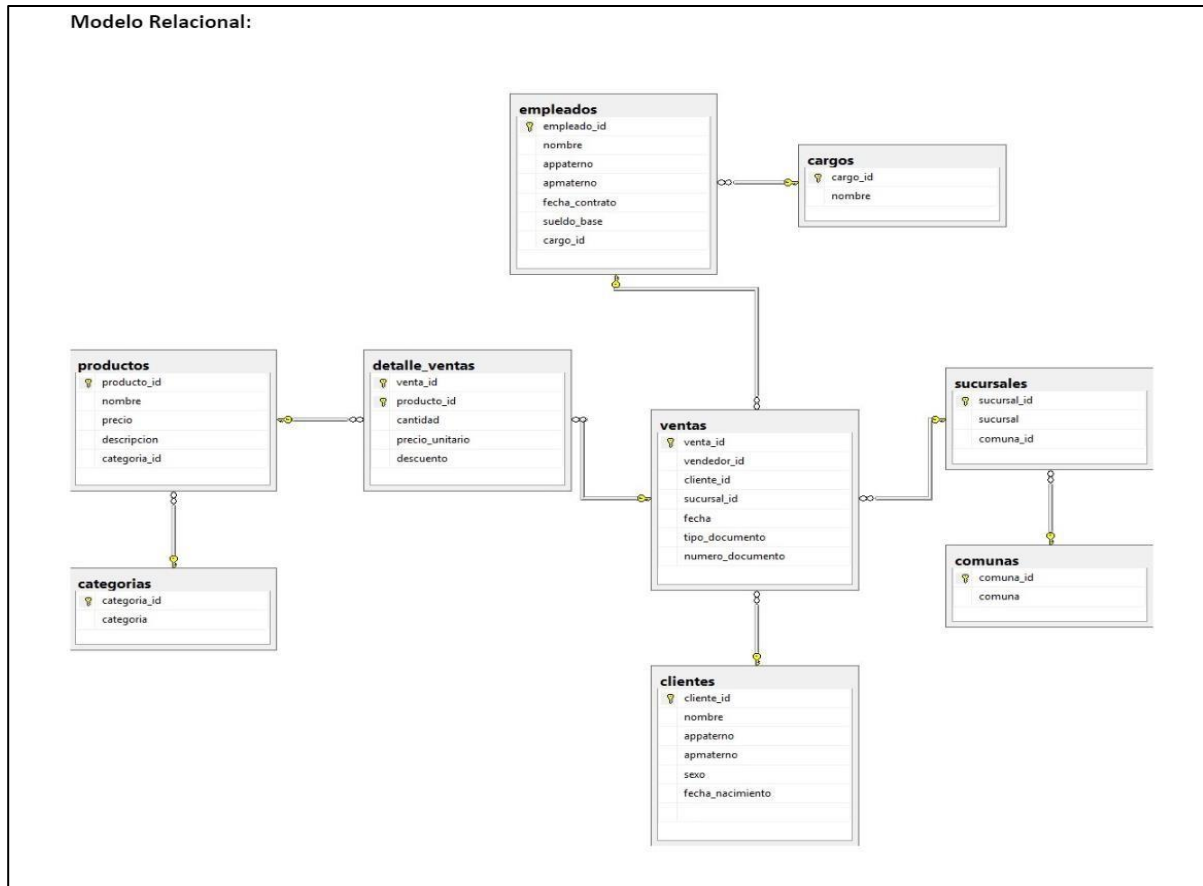 Modelo Relacional:
empleados
empleado_id
nombre
appaterno
apmaterno
fecha_contrato
sueldo_base
cargo_id
cargos
cargo_id
nombre
productos
producto_id
nombre
precio
descripcion
categoria_id
detalle_ventas
venta_id
producto_id
cantidad
precio_unitario
descuento
ventas
venta_id
vendedor_id
cliente_id
sucursal_id
fecha
tipo_documento
numero_documento
sucursales
sucursal_id
sucursal
comuna_id
categorias
categoria_id
categoria
comunas
comuna_id
comuna
clientes
cliente_id
nombre
appaterno
apmaterno
sexo
fecha_nacimiento